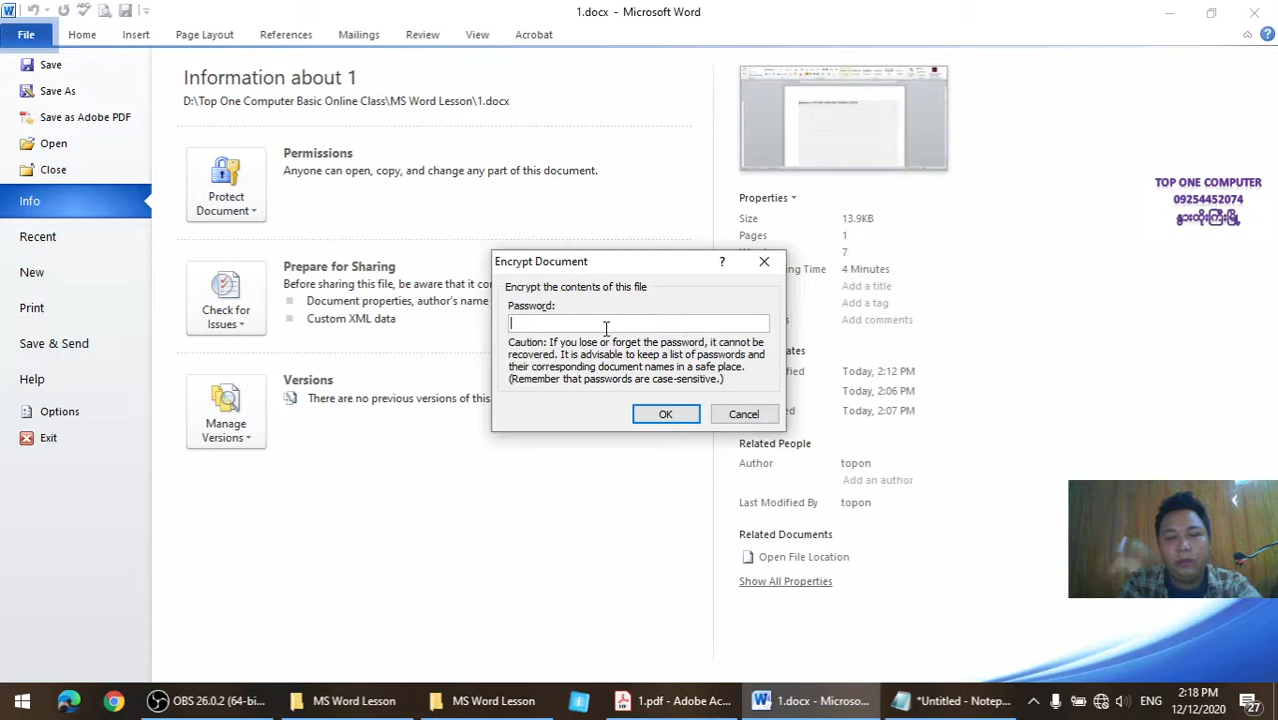 1.docx - Microsoft Word
File
Home
Insert
Page Layout
References
Mailings
Review
View
Acrobat
Save
Save As
Save as Adobe PDF
Open
Close
Info
Recent
New
Print
Save & Send
Help
Options
Exit
Information about 1
D:\Top One Computer Basic Online Class\MS Word Lesson\1.docx
Protect
Document
Permissions
Anyone can open, copy, and change any part of this document.
Check for
Issues
Prepare for Sharing
Before sharing this file, be aware that it
Document properties, author's name
Custom XML data
Manage
Versions
Versions
There are no previous versions of this
Encrypt Document
?
Encrypt the contents of this file
Password:
Caution: If you lose or forget the password, it cannot be
recovered. It is advisable to keep a list of passwords and
their corresponding document names in a safe place.
(Remember that passwords are case-sensitive.)
OK
Cancel
Properties
Size 13.9KB
Pages 1
7
Time 4 Minutes
Add a title
Add a tag
Add comments
Today, 2:12 PM
Today, 2:06 PM
Today, 2:07 PM
Related People
Author topon
Add an author
Last Modified By topon
Related Documents
Open File Location
Show All Properties
TOP ONE COMPUTER
09254452074
နွားထိုးကြီးမြို့
OBS 26.0.2 (64-bi...
MS Word Lesson
MS Word Lesson
1.pdf - Adobe Ac...
1.docx - Microso...
*Untitled - Notep...
ENG
2:18 PM
12/12/2020
27